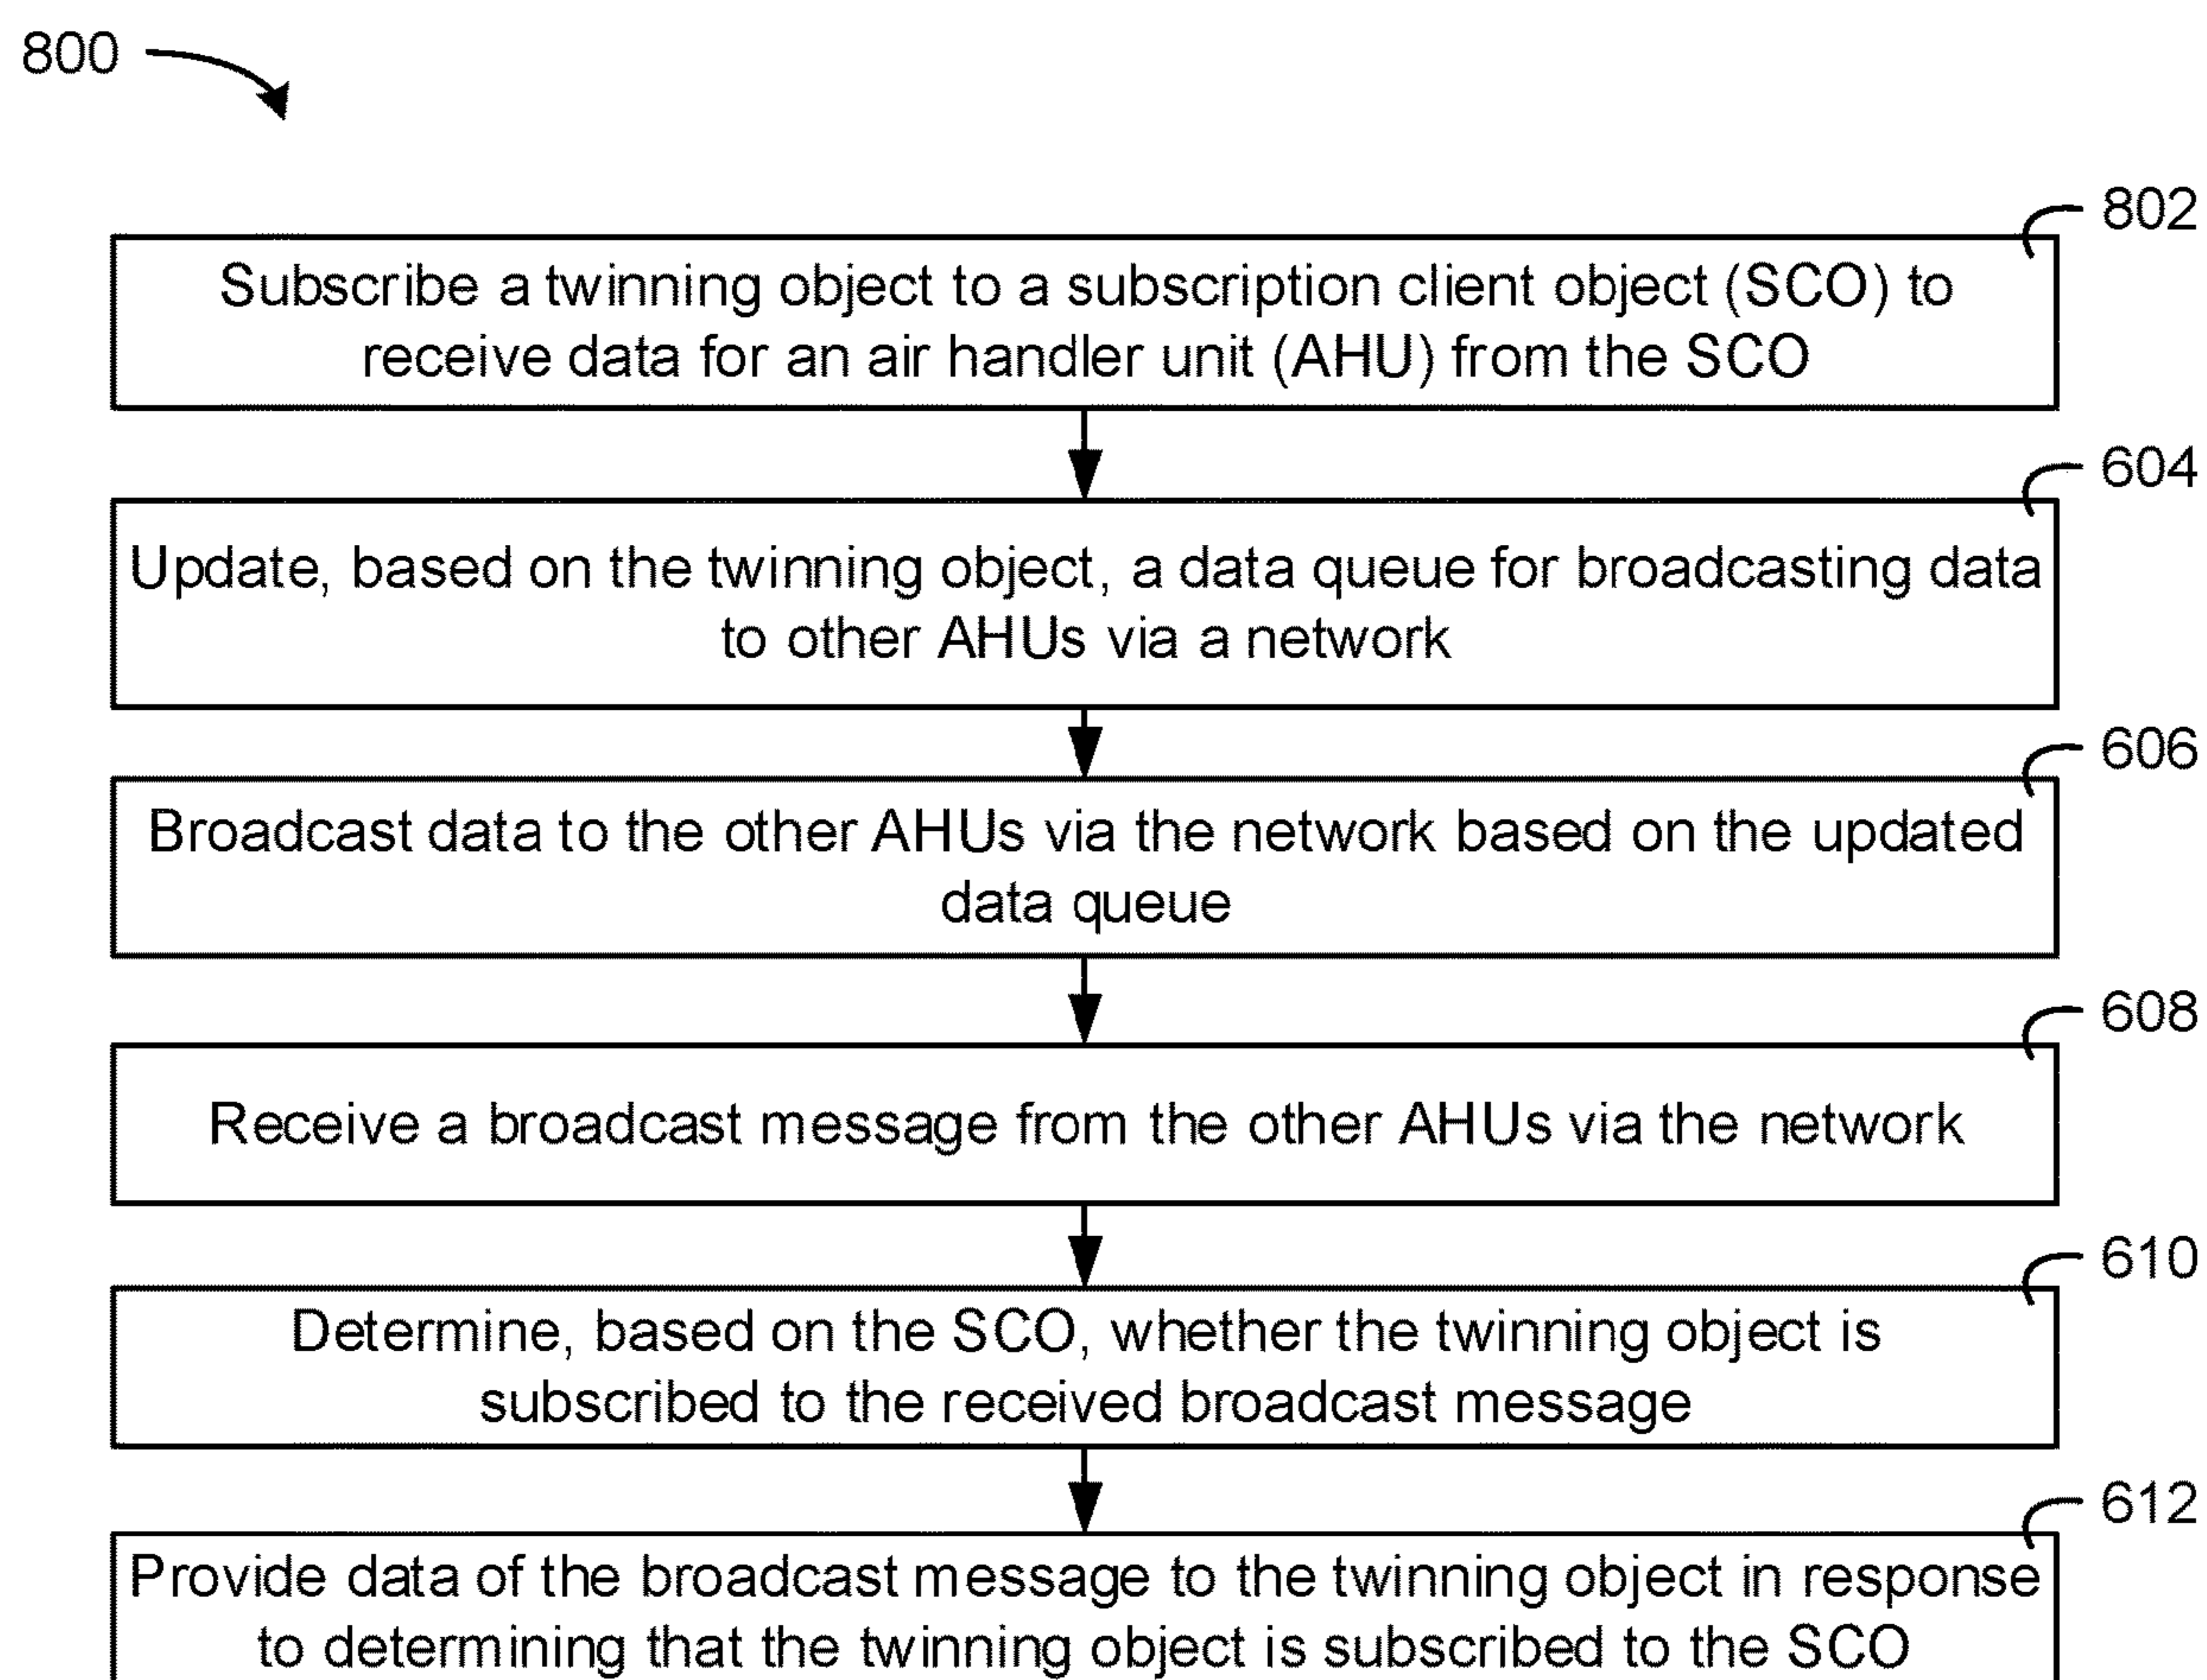 800
802
Subscribe a twinning object to a subscription client object (SCO) to
receive data for an air handler unit (AHU) from the SCO
604
Update, based on the twinning object, a data queue for broadcasting data
to other AHUs via a network
606
Broadcast data to the other AHUs via the network based on the updated
data queue
608
Receive a broadcast message from the other AHUs via the network
610
Determine, based on the SCO, whether the twinning object is
subscribed to the received broadcast message
612
Provide data of the broadcast message to the twinning object in response
to determining that the twinning object is subscribed to the SCO